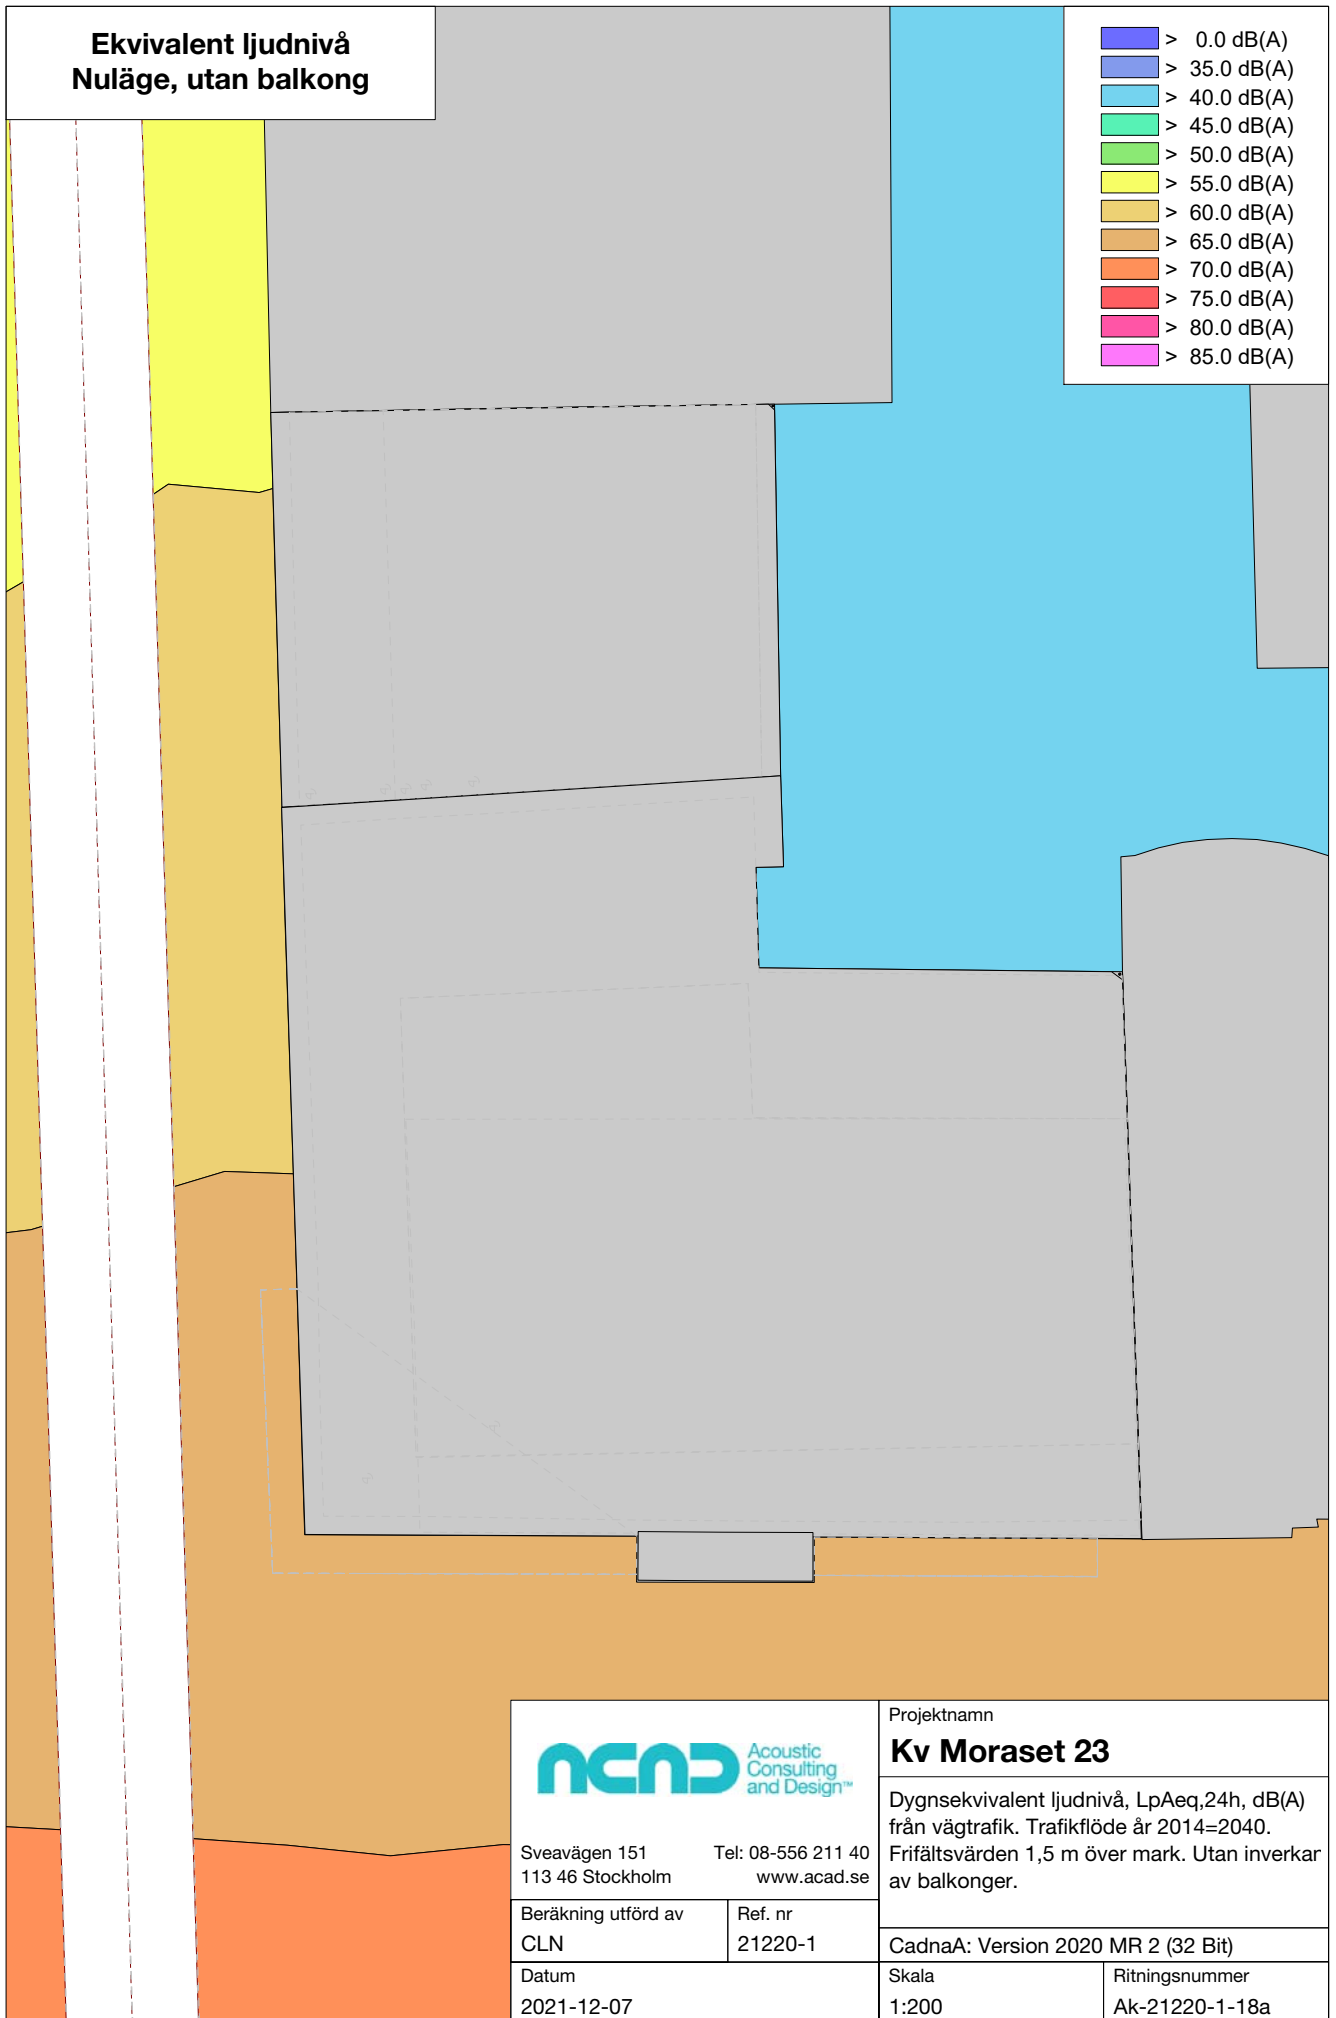 Ekvivalent ljudnivå
Nuläge, utan balkong
> 0.0 dB(A)
> 35.0 dB(A)
> 40.0 dB(A)
> 45.0 dB(A)
> 50.0 dB(A)
> 55.0 dB(A)
> 60.0 dB(A)
> 65.0 dB(A)
> 70.0 dB(A)
> 75.0 dB(A)
> 80.0 dB(A)
> 85.0 dB(A)
ACAD
Acoustic
Consulting
and Design™
Sveavägen 151
113 46 Stockholm
Tel: 08-556 211 40
www.acad.se
Beräkning utförd av
CLN
Ref. nr
21220-1
Datum
2021-12-07
Projektnamn
Kv Moraset 23
Dygnsekvivalent ljudnivå, LpAeq,24h, dB(A)
från vägtrafik. Trafikflöde år 2014=2040.
Frifältsvärden 1,5 m över mark. Utan inverkan
av balkonger.
CadnaA: Version 2020 MR 2 (32 Bit)
Skala
1:200
Ritningsnummer
Ak-21220-1-18a